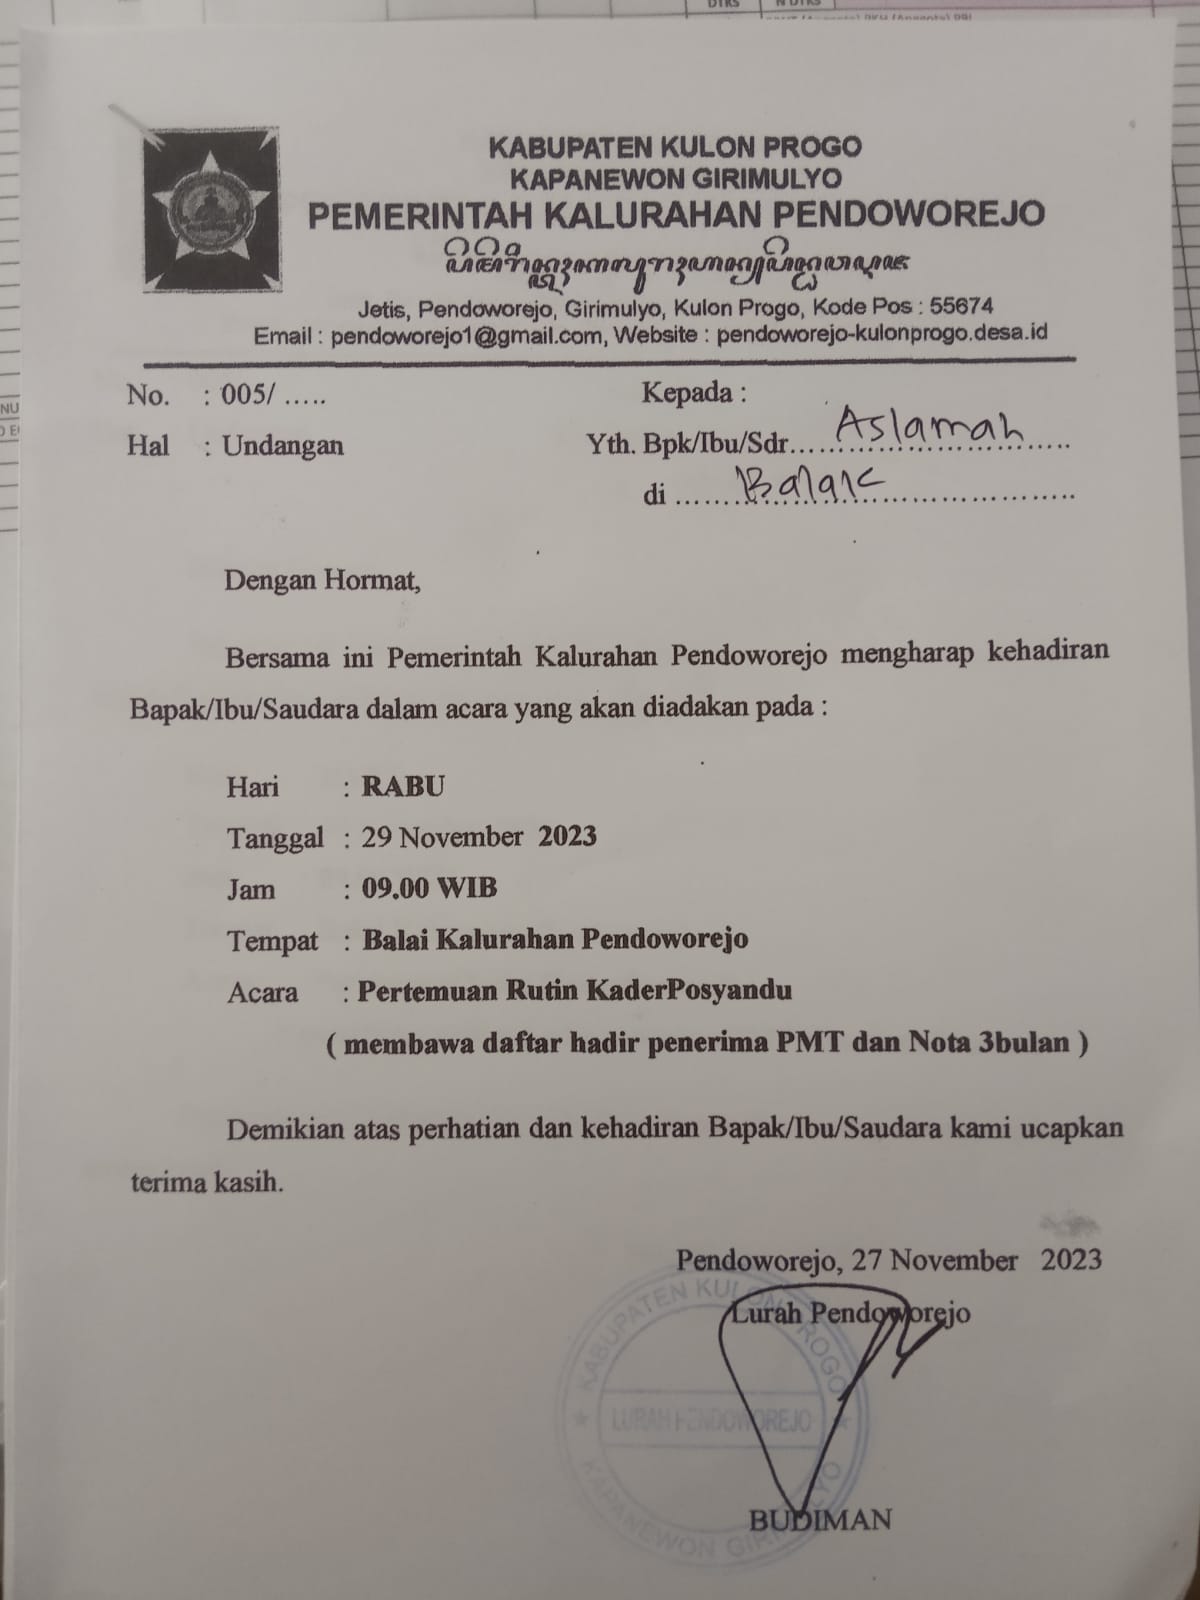 KABUPATEN KULON PROGO
KAPANEWON GIRIMULYO
PEMERINTAH KALURAHAN PENDOWOREJO
Jetis, Pendoworejo, Girimulyo, Kulon Progo, Kode Pos : 55674
Email : pendoworejo1@gmail.com, Website : pendoworejo-kulonprogo.desa.id
No. : 005/ .....
Kepada :
Hal : Undangan
Yth. Bpk/Ibu/Sdr.... Aslamah .....
di ....... Balak ...........................
Dengan Hormat,
Bersama ini Pemerintah Kalurahan Pendoworejo mengharap kehadiran
Bapak/Ibu/Saudara dalam acara yang akan diadakan pada :
Hari : RABU
Tanggal : 29 November 2023
Jam : 09.00 WIB
Tempat : Balai Kalurahan Pendoworejo
Acara : Pertemuan Rutin KaderPosyandu
( membawa daftar hadir penerima PMT dan Nota 3bulan )
Demikian atas perhatian dan kehadiran Bapak/Ibu/Saudara kami ucapkan
terima kasih.
Pendoworejo, 27 November 2023
Lurah Pendoworejo
KABUPATEN KULON PROGO
LURAH PENDOWOREJO
KAPANEWON GIRIMULYO
BUDIMAN